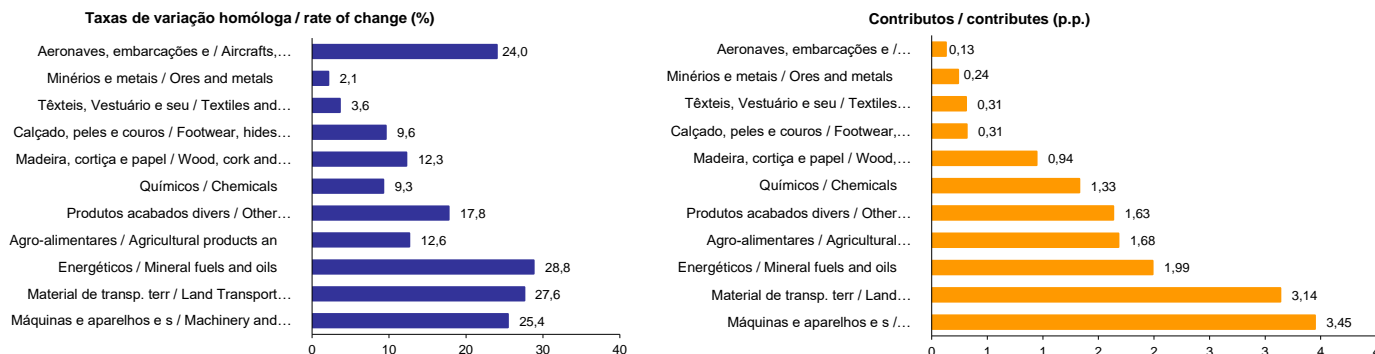 Taxas de variação homóloga / rate of change (%)
Aeronaves, embarcações e / Aircrafts,… 24,0
Minérios e metais / Ores and metals 2,1
Têxteis, Vestuário e seu / Textiles and… 3,6
Calçado, peles e couros / Footwear, hides… 9,6
Madeira, cortiça e papel / Wood, cork and… 12,3
Químicos / Chemicals 9,3
Produtos acabados divers / Other… 17,8
Agro-alimentares / Agricultural products an 12,6
Energéticos / Mineral fuels and oils 28,8
Material de transp. terr / Land Transport… 27,6
Máquinas e aparelhos e s / Machinery and… 25,4
0 10 20 30 40
Contributos / contributes (p.p.)
Aeronaves, embarcações e /… 0,13
Minérios e metais / Ores and metals 0,24
Têxteis, Vestuário e seu / Textiles… 0,31
Calçado, peles e couros / Footwear,… 0,31
Madeira, cortiça e papel / Wood,… 0,94
Químicos / Chemicals 1,33
Produtos acabados divers / Other… 1,63
Agro-alimentares / Agricultural… 1,68
Energéticos / Mineral fuels and oils 1,99
Material de transp. terr / Land… 3,14
Máquinas e aparelhos e s /… 3,45
0 1 1 2 2 3 3 4